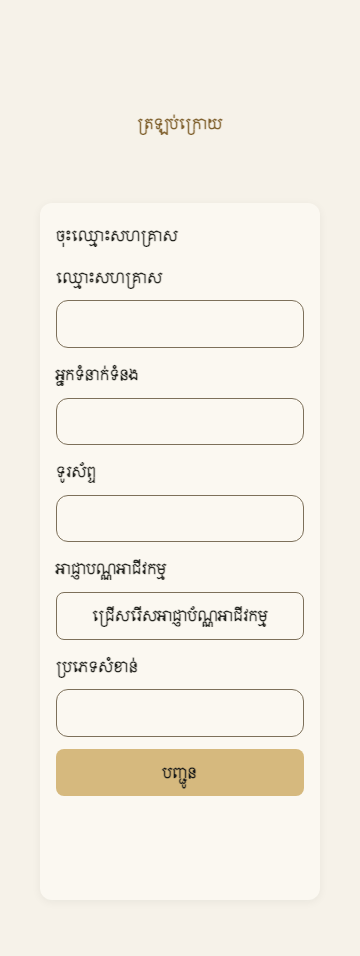 ត្រឡប់ក្រោយ
ចុះឈ្មោះសហគ្រាស
ឈ្មោះសហគ្រាស
អ្នកទំនាក់ទំនង
ទូរស័ព្ទ
អាជ្ញាបណ្ណអាជីវកម្ម
ជ្រើសរើសអាជ្ញាប័ណ្ណអាជីវកម្ម
ប្រភេទសំខាន់
បញ្ជូន